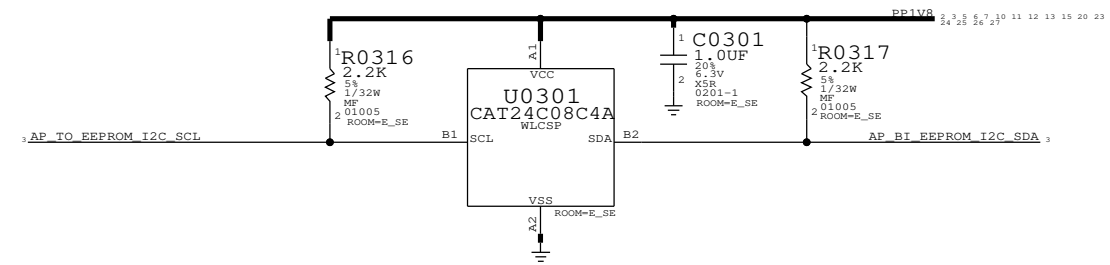 PP1V8 2 3 5 6 7 10 11 12 13 15 20 23
24 25 26 27
1 R0316
2.2K
5%
1/32W
MF
2 01005
ROOM=E_SE
A1
VCC
U0301
CAT24C08C4A
WLCSP
1 C0301
1.0UF
20%
6.3V
2 X5R
0201-1
ROOM=E_SE
1 R0317
2.2K
5%
1/32W
MF
2 01005
ROOM=E_SE
3 AP_TO_EEPROM_I2C_SCL
B1 SCL
SDA B2
AP_BI_EEPROM_I2C_SDA 3
VSS
A2
ROOM=E_SE